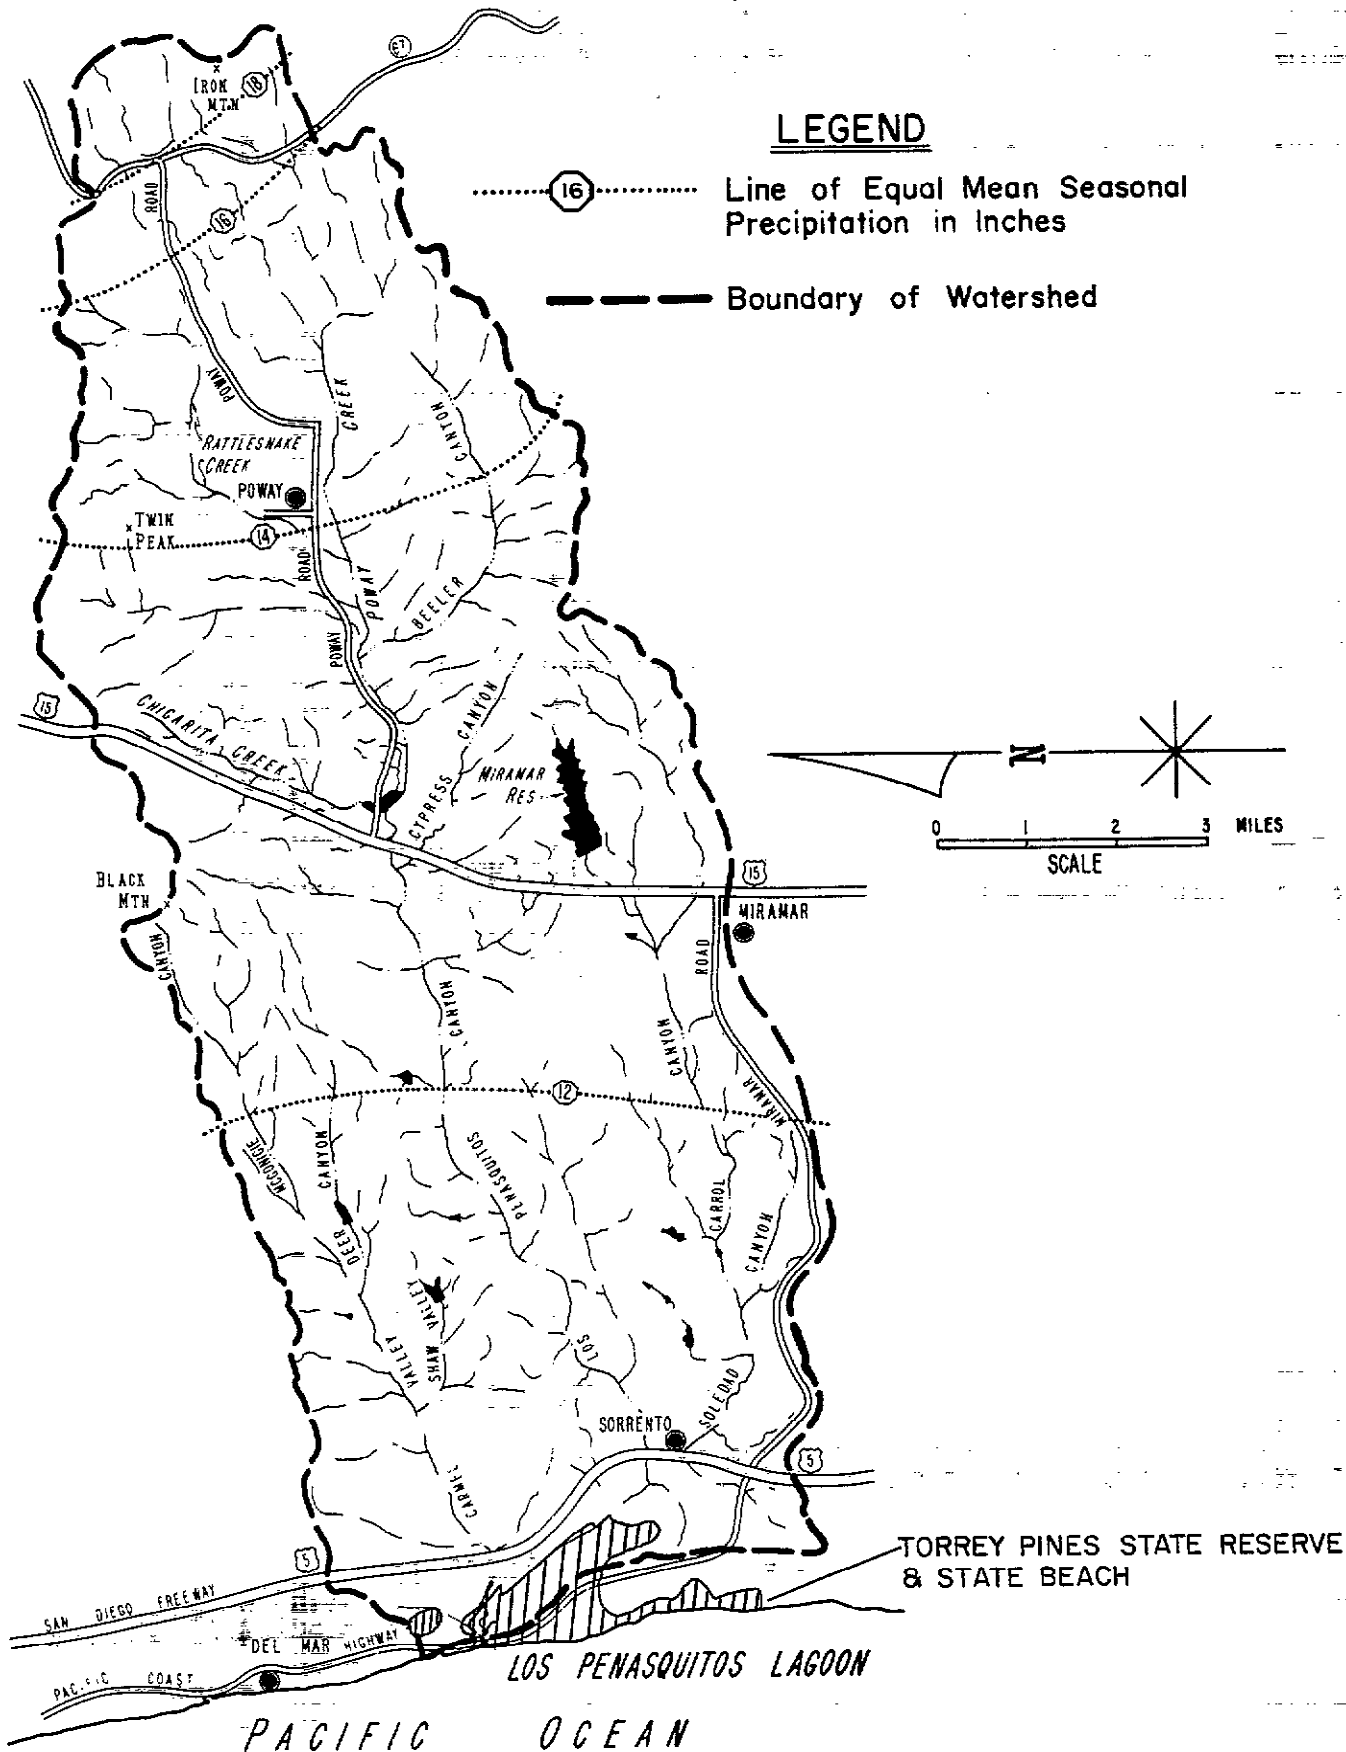 67
IRON
MTN
18
LEGEND
16
Line of Equal Mean Seasonal
Precipitation in Inches
Boundary of Watershed
ROAD
16
POWAY
CREEK
CANYON
RATTLESNAKE
CREEK
POWAY
TWIN
PEAK
14
ROAD
POWAY
BEELER
POWAY
15
CHICARITA CREEK
CANYON
CYPRESS
MIRAMAR
RES
N
0 1 2 3 MILES
SCALE
BLACK
MTN
15
MIRAMAR
CANYON
ROAD
CANYON
CANYON
MIRAMAR
12
MCGONIGLE
CANYON
PENASQUITOS
CARROL
CANYON
DEER
SHAW VALLEY
VALLEY
LOS
SOLEDAD
SORRENTO
5
CARMEL
5
TORREY PINES STATE RESERVE
& STATE BEACH
SAN DIEGO FREEWAY
DEL MAR
HIGHWAY
PACIFIC COAST
LOS PENASQUITOS LAGOON
PACIFIC OCEAN